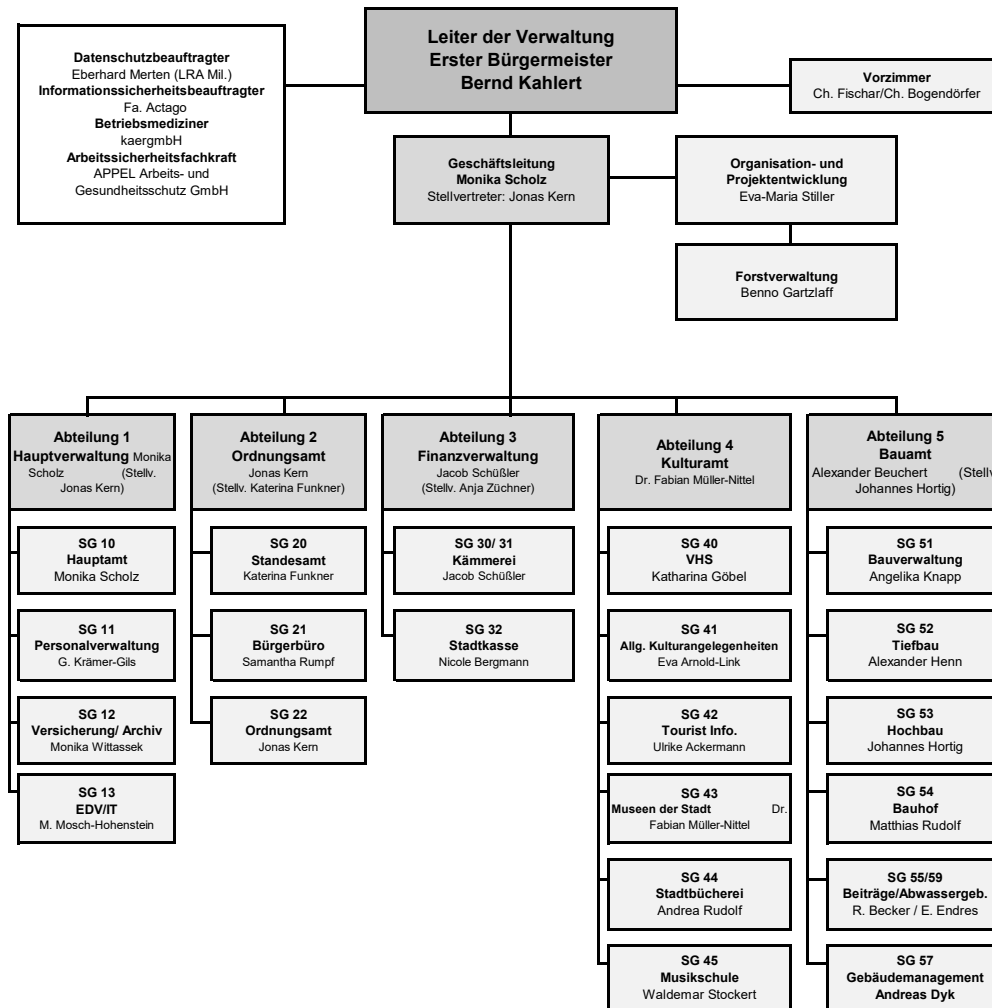 Leiter der Verwaltung
Erster Bürgermeister
Bernd Kahlert
Datenschutzbeauftragter
Eberhard Merten (LRA Mil.)
Informationssicherheitsbeauftragter
Fa. Actago
Betriebsmediziner
kaergmbH
Arbeitssicherheitsfachkraft
APPEL Arbeits- und
Gesundheitsschutz GmbH
Vorzimmer
Ch. Fischar/Ch. Bogendörfer
Geschäftsleitung
Monika Scholz
Stellvertreter: Jonas Kern
Organisation- und
Projektentwicklung
Eva-Maria Stiller
Forstverwaltung
Benno Gartzlaff
Abteilung 1
Hauptverwaltung Monika
Scholz (Stellv.
Jonas Kern)
SG 10
Hauptamt
Monika Scholz
SG 11
Personalverwaltung
G. Krämer-Gils
SG 12
Versicherung/ Archiv
Monika Wittassek
SG 13
EDV/IT
M. Mosch-Hohenstein
Abteilung 2
Ordnungsamt
Jonas Kern
(Stellv. Katerina Funkner)
SG 20
Standesamt
Katerina Funkner
SG 21
Bürgerbüro
Samantha Rumpf
SG 22
Ordnungsamt
Jonas Kern
Abteilung 3
Finanzverwaltung
Jacob Schüßler
(Stellv. Anja Züchner)
SG 30/ 31
Kämmerei
Jacob Schüßler
SG 32
Stadtkasse
Nicole Bergmann
Abteilung 4
Kulturamt
Dr. Fabian Müller-Nittel
SG 40
VHS
Katharina Göbel
SG 41
Allg. Kulturangelegenheiten
Eva Arnold-Link
SG 42
Tourist Info.
Ulrike Ackermann
SG 43
Museen der Stadt Dr.
Fabian Müller-Nittel
SG 44
Stadtbücherei
Andrea Rudolf
SG 45
Musikschule
Waldemar Stockert
Abteilung 5
Bauamt
Alexander Beuchert (Stellv
Johannes Hortig)
SG 51
Bauverwaltung
Angelika Knapp
SG 52
Tiefbau
Alexander Henn
SG 53
Hochbau
Johannes Hortig
SG 54
Bauhof
Matthias Rudolf
SG 55/59
Beiträge/Abwassergeb.
R. Becker / E. Endres
SG 57
Gebäudemanagement
Andreas Dyk